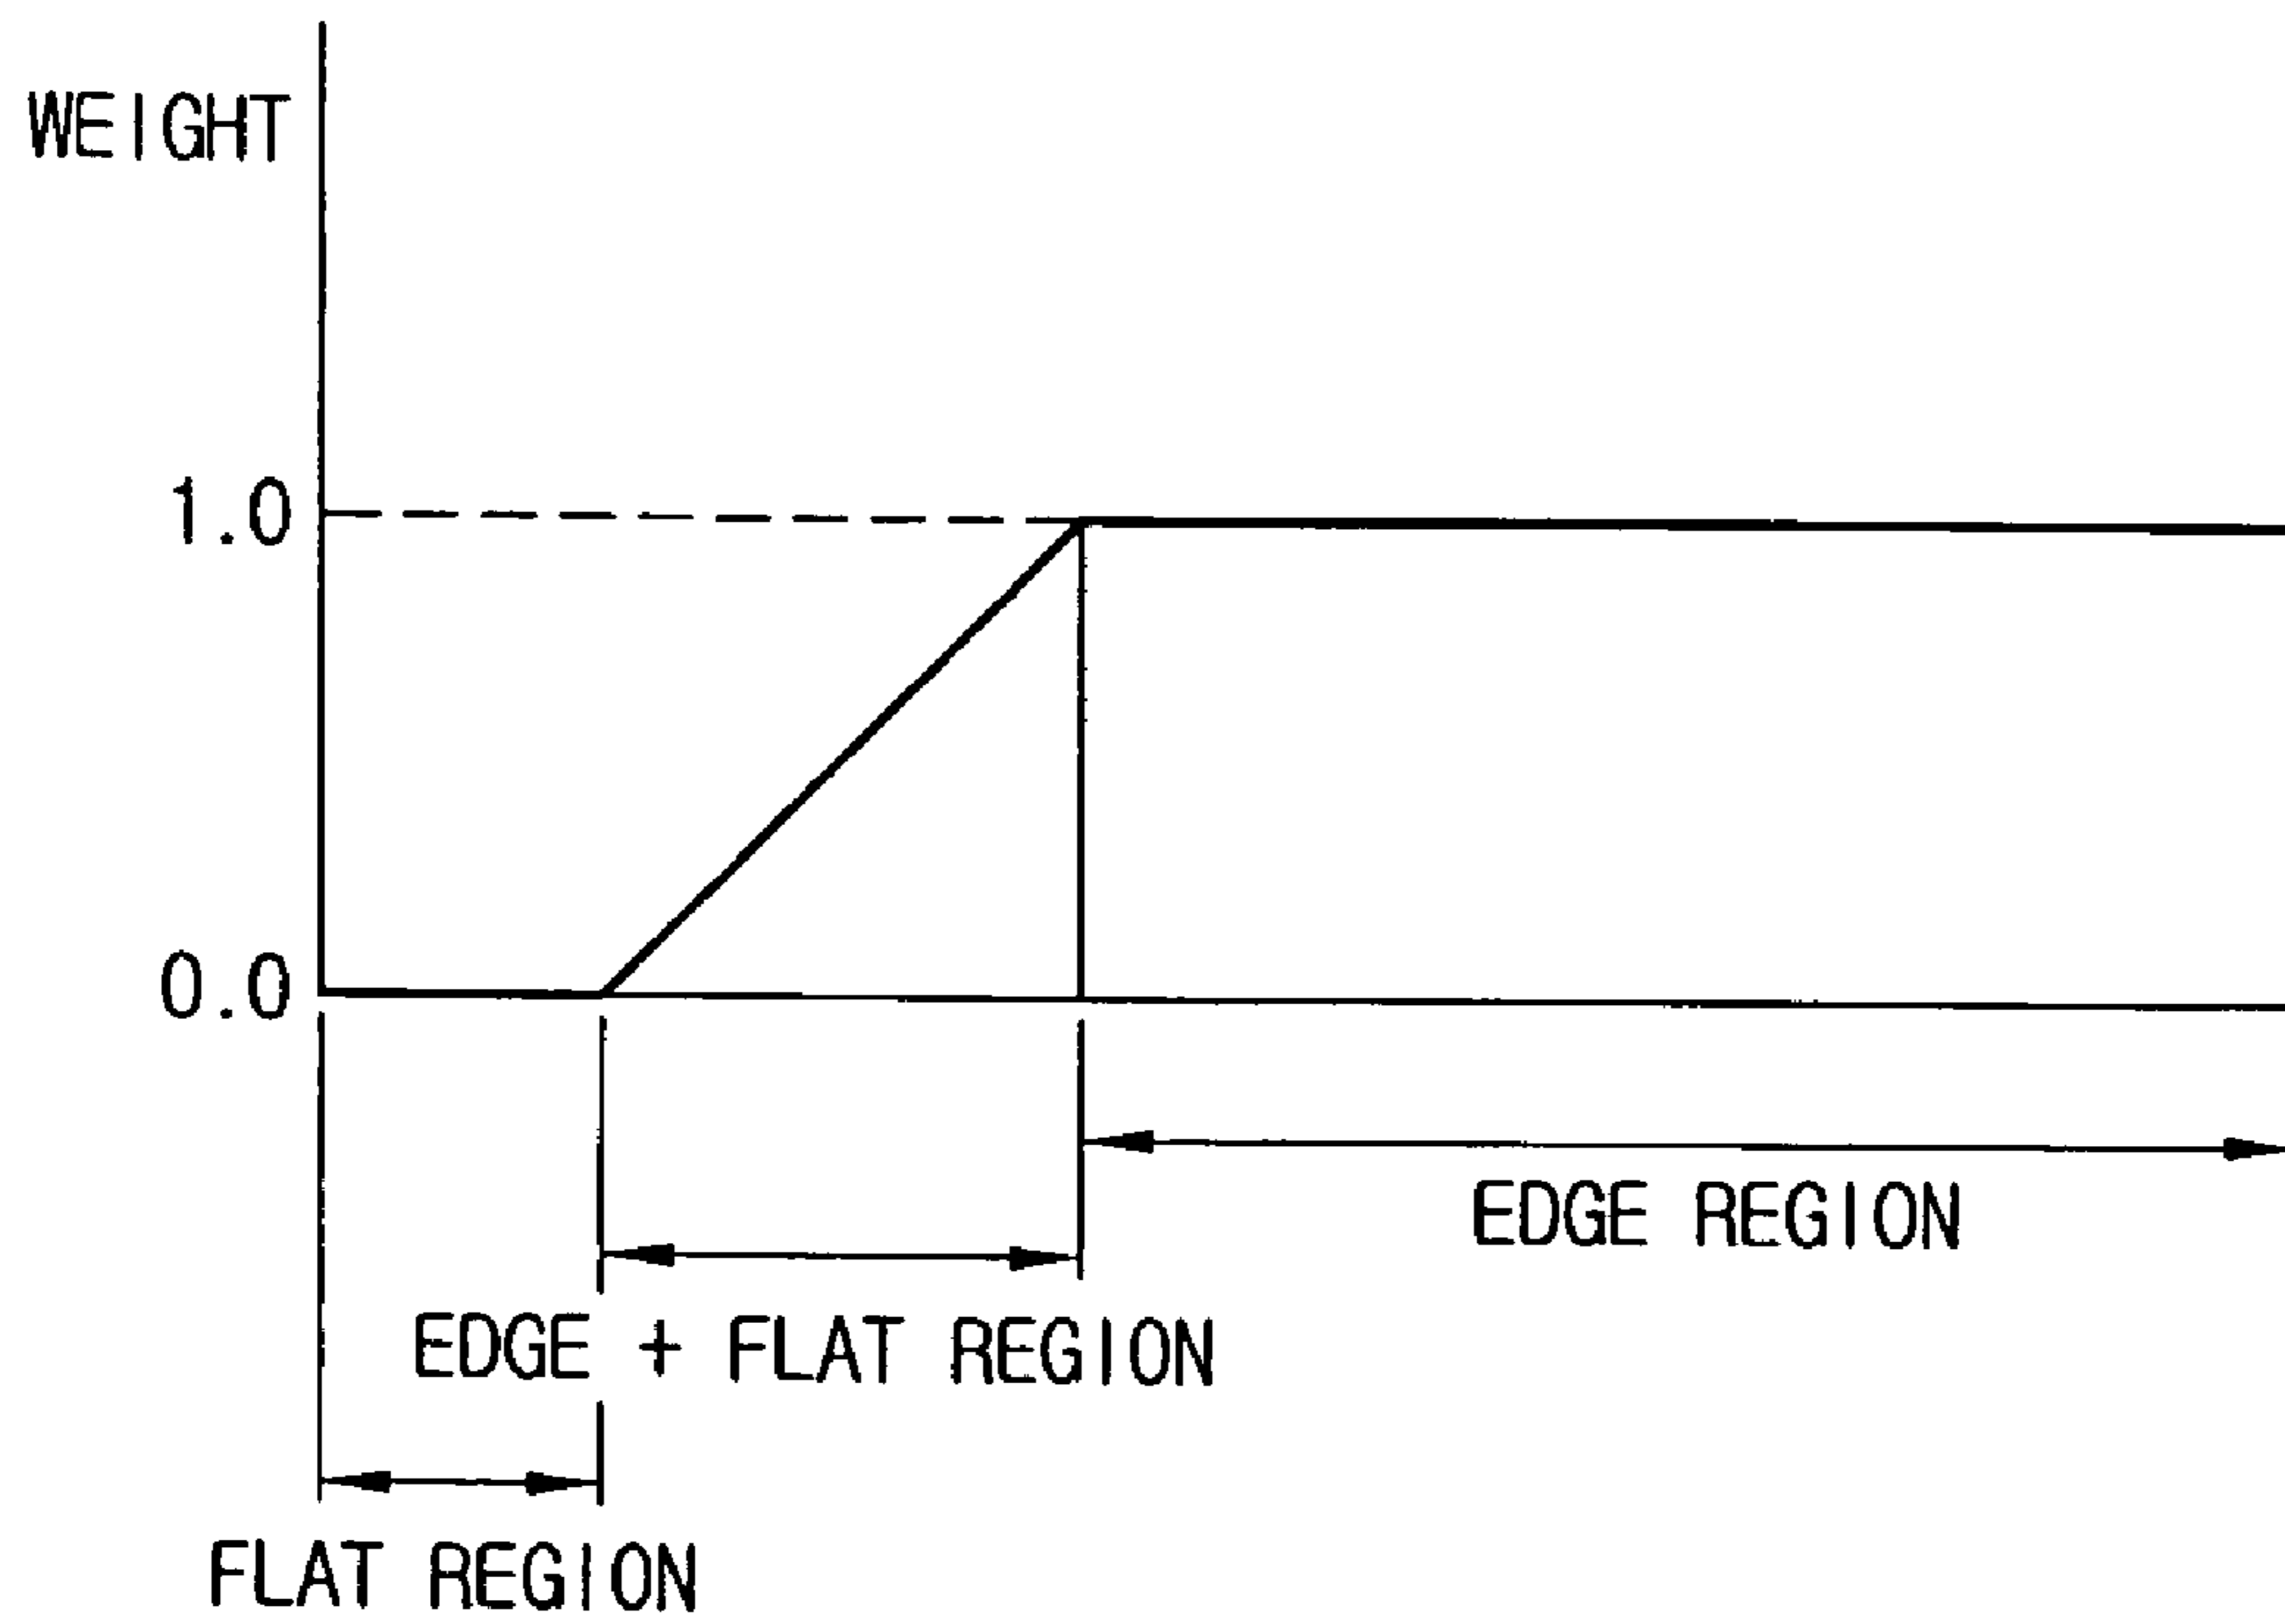 WEIGHT
1.0
0.0
EDGE REGION
EDGE + FLAT REGION
FLAT REGION